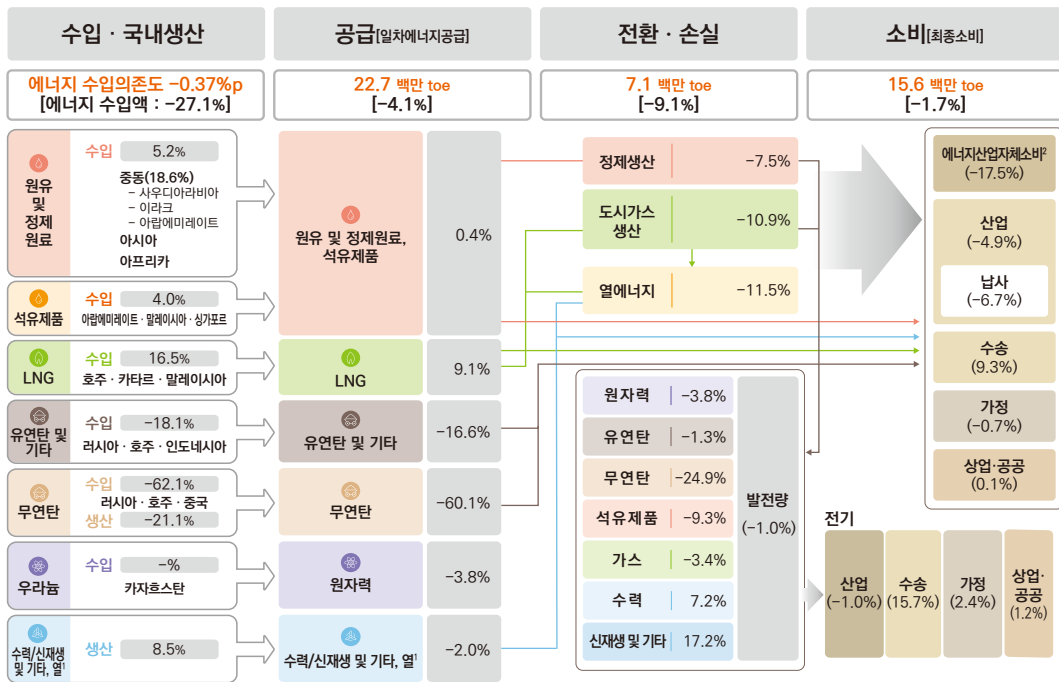 수입 · 국내생산
공급[일차에너지공급]
전환 · 손실
소비[최종소비]
에너지 수입의존도 -0.37%p
[에너지 수입액 : -27.1%]
22.7 백만 toe
[-4.1%]
7.1 백만 toe
[-9.1%]
15.6 백만 toe
[-1.7%]
원유
및
정제
원료
수입 5.2%
중동(18.6%)
- 사우디아라비아
- 이라크
- 아랍에미레이트
아시아
아프리카
석유제품
수입 4.0%
아랍에미레이트 · 말레이시아 · 싱가포르
LNG
수입 16.5%
호주 · 카타르 · 말레이시아
유연탄 및
기타
수입 -18.1%
러시아 · 호주 · 인도네시아
무연탄
수입 -62.1%
러시아 · 호주 · 중국
생산 -21.1%
우라늄
수입 -%
카자흐스탄
수력/신재생
및 기타, 열¹
생산 8.5%
원유 및 정제원료,
석유제품
0.4%
LNG
9.1%
유연탄 및 기타
-16.6%
무연탄
-60.1%
원자력
-3.8%
수력/신재생 및 기타, 열¹
-2.0%
정제생산 -7.5%
도시가스
생산
-10.9%
열에너지 -11.5%
원자력 -3.8%
유연탄 -1.3%
무연탄 -24.9%
석유제품 -9.3%
가스 -3.4%
수력 7.2%
신재생 및 기타 17.2%
발전량
(-1.0%)
에너지산업자체소비²
(-17.5%)
산업
(-4.9%)
납사
(-6.7%)
수송
(9.3%)
가정
(-0.7%)
상업·공공
(0.1%)
전기
산업
(-1.0%)
수송
(15.7%)
가정
(2.4%)
상업·
공공
(1.2%)